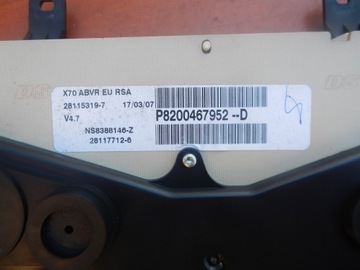 X70 ABVR EU RSA
28115319-7 17/03/07
V4.7
P8200467952--D
NS8388146-Z
28117712-6